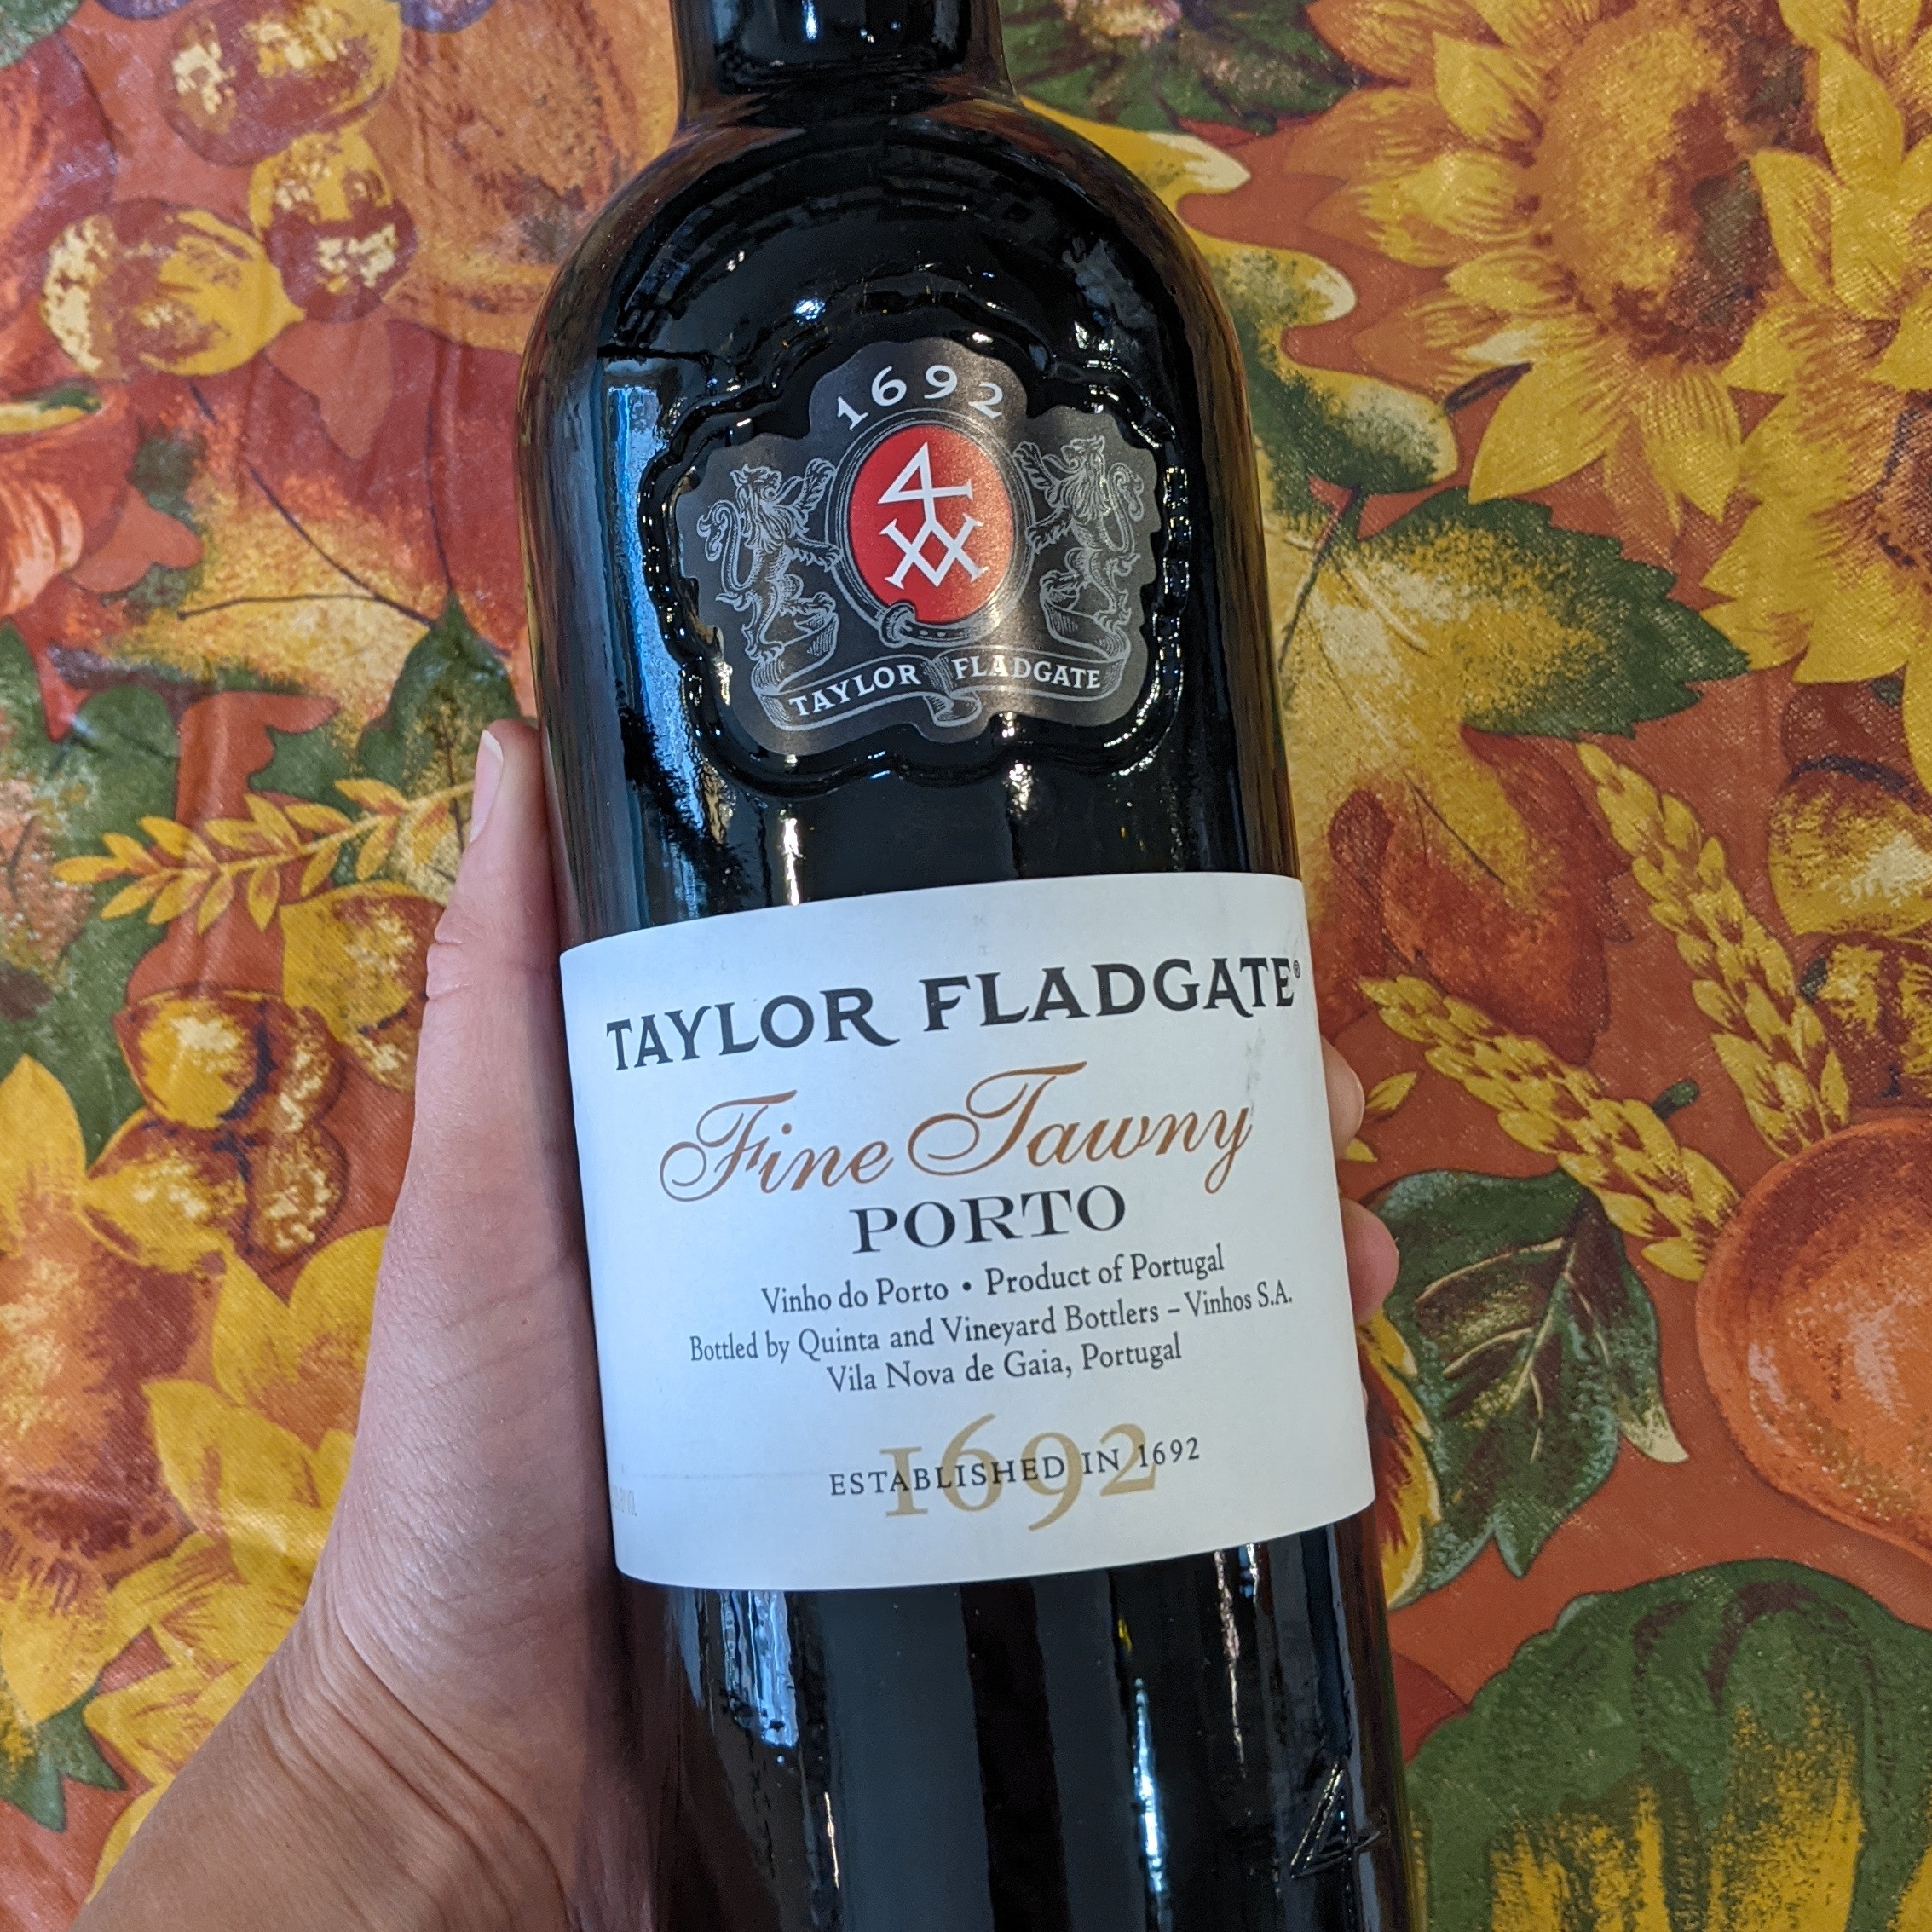 1692
TAYLOR FLADGATE
TAYLOR FLADGATE®
Fine Tawny
PORTO
Vinho do Porto • Product of Portugal
Bottled by Quinta and Vineyard Bottlers – Vinhos S.A.
Vila Nova de Gaia, Portugal
1692
ESTABLISHED IN 1692
4